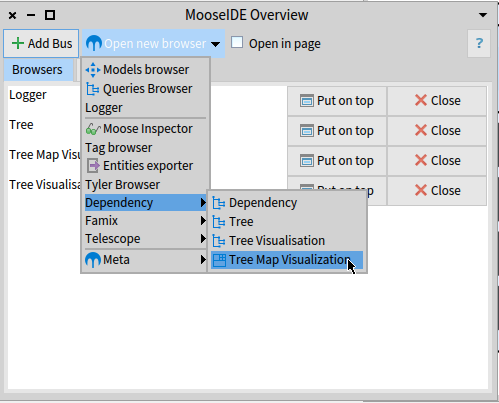 MooseIDE Overview
Add Bus
Open new browser
Open in page
?
Browsers
Logger
Put on top
Close
Tree
Put on top
Close
Tree Map Visu
Put on top
Close
Tree Visualisa
Put on top
Close
Models browser
Queries Browser
Logger
Moose Inspector
Tag browser
Entities exporter
Tyler Browser
Dependency
Famix
Telescope
Meta
Dependency
Tree
Tree Visualisation
Tree Map Visualization